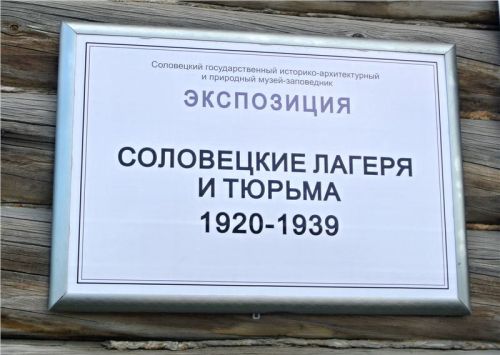 Соловецкий государственный историко-архитектурный
и природный музей-заповедник
ЭКСПОЗИЦИЯ
СОЛОВЕЦКИЕ ЛАГЕРЯ
И ТЮРЬМА
1920-1939